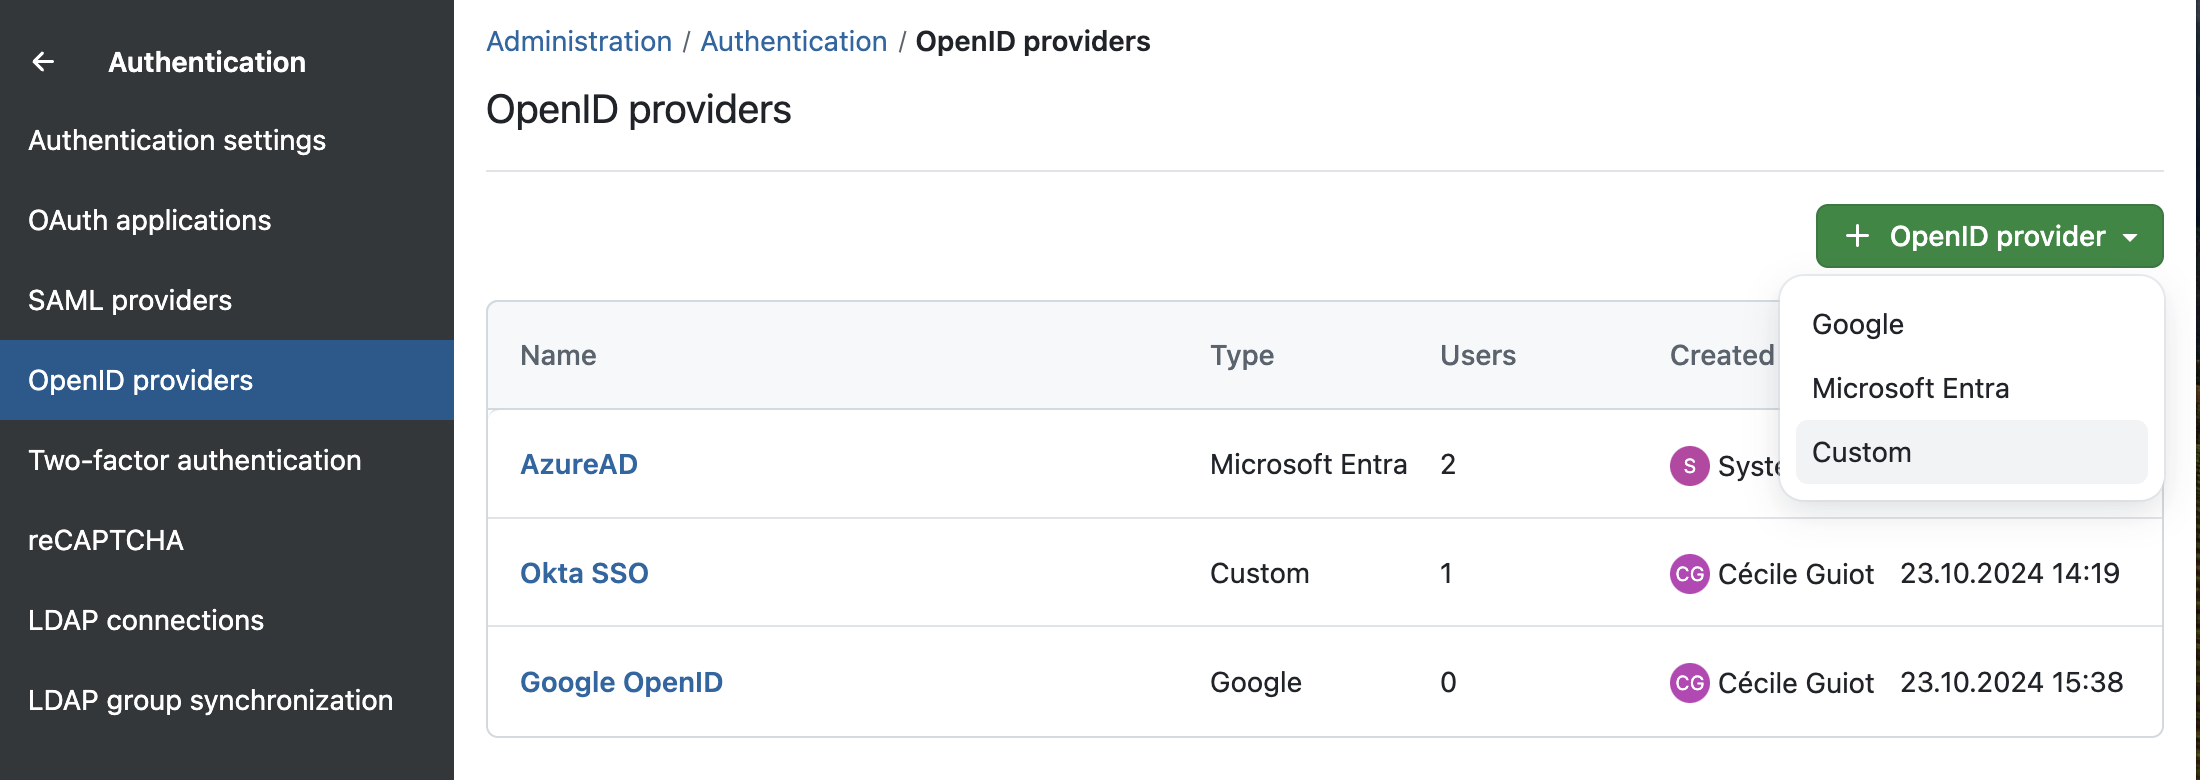 Authentication
Authentication settings
OAuth applications
SAML providers
OpenID providers
Two-factor authentication
reCAPTCHA
LDAP connections
LDAP group synchronization
Administration / Authentication / OpenID providers
OpenID providers
+ OpenID provider
Google
Microsoft Entra
Custom
Name Type Users Created
AzureAD Microsoft Entra 2 S
Okta SSO Custom 1 CG Cécile Guiot 23.10.2024 14:19
Google OpenID Google 0 CG Cécile Guiot 23.10.2024 15:38